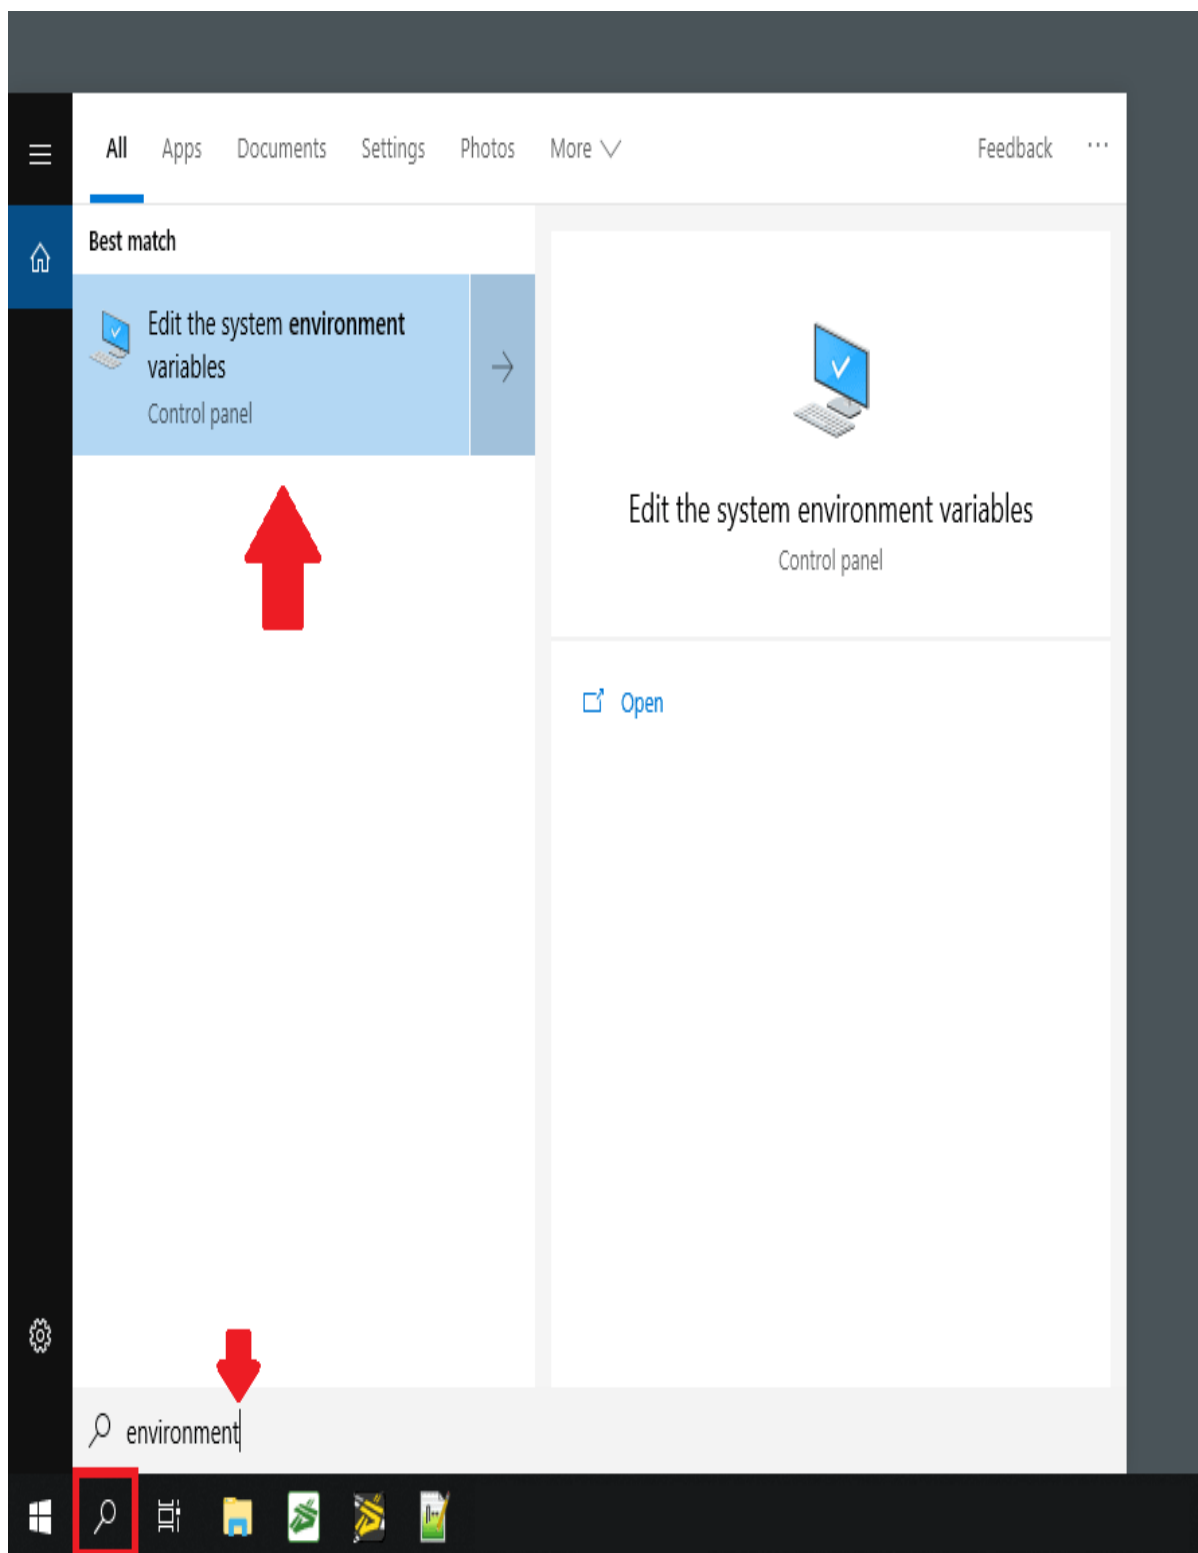 All Apps Documents Settings Photos More Feedback ...
Best match
Edit the system environment
variables
Control panel
Edit the system environment variables
Control panel
Open
environment